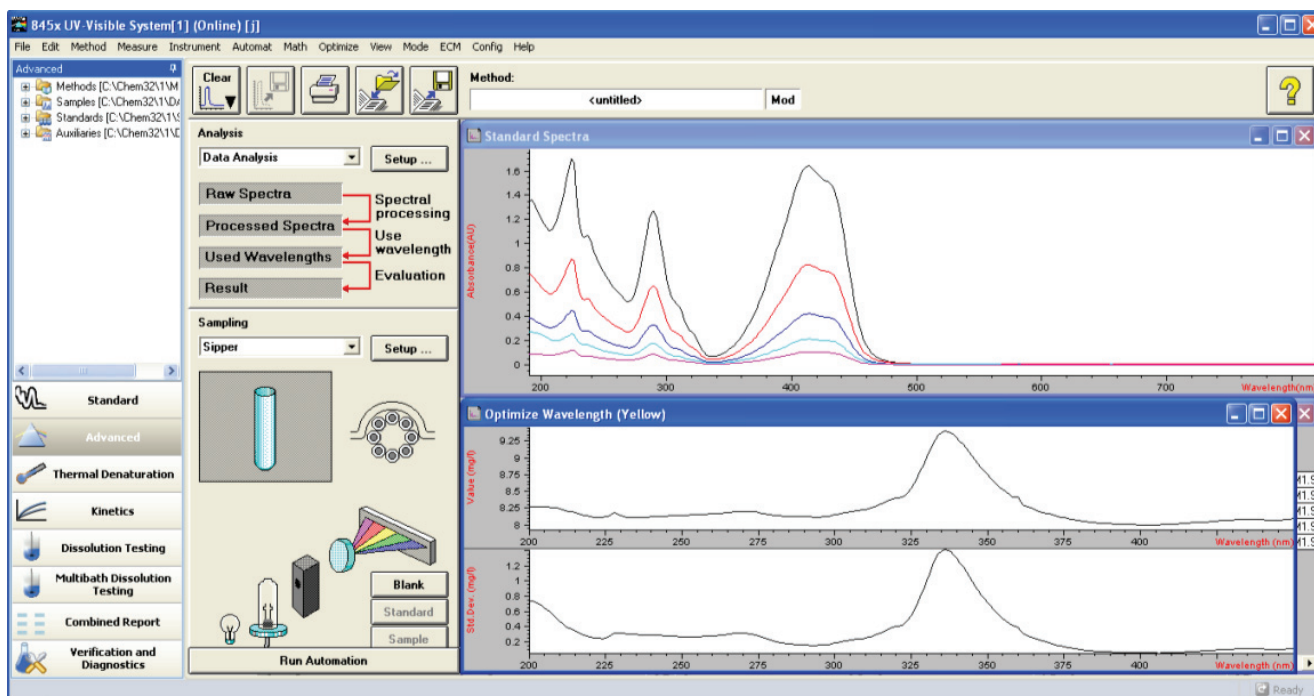 845x UV-Visible System[1] (Online) [j]
File Edit Method Measure Instrument Automat Math Optimize View Mode ECM Config Help
Advanced
Methods [C:\Chem32\1\M
Samples [C:\Chem32\1\DA
Standards [C:\Chem32\1\S
Auxiliaries [C:\Chem32\1\D
Standard
Advanced
Thermal Denaturation
Kinetics
Dissolution Testing
Multibath Dissolution
Testing
Combined Report
Verification and
Diagnostics
Clear
Method:
<untitled> Mod
Analysis
Data Analysis Setup ...
Raw Spectra
Spectral
processing
Processed Spectra
Use
wavelength
Used Wavelengths
Evaluation
Result
Sampling
Sipper Setup ...
Blank
Standard
Sample
Run Automation
Standard Spectra
Absorbance(AU)
1.6
1.4
1.2
1
0.8
0.6
0.4
0.2
0
200 300 400 500 600 700 Wavelength(nm
Optimize Wavelength (Yellow)
Value (mg/l)
9.25
9
8.75
8.5
8.25
8
200 225 250 275 300 325 350 375 400 Wavelength (nm)
Std.Dev. (mg/l)
1.2
1
0.8
0.6
0.4
0.2
200 225 250 275 300 325 350 375 400 Wavelength (nm)
M1.S
M1.S
M1.S
M1.S
M1.S
Ready